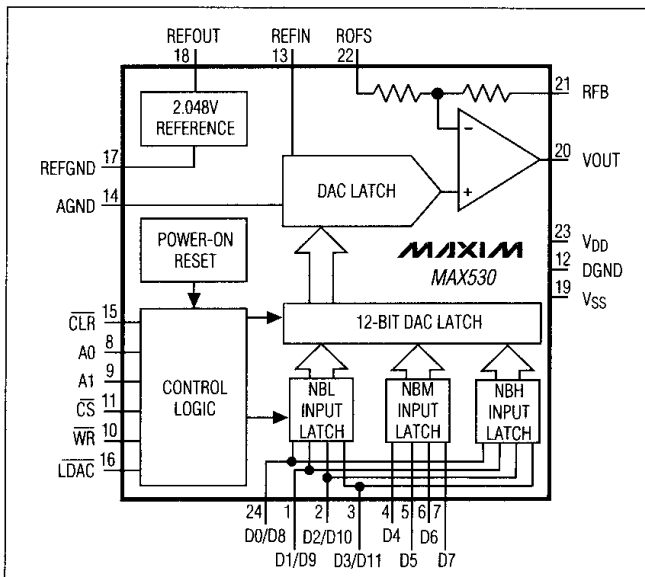 REFOUT REFIN ROFS
18 13 22
21 RFB
2.048V
REFERENCE
17
REFGND
20 VOUT
DAC LATCH
14
AGND
POWER-ON
RESET
MAXIM
MAX530
23 VDD
12 DGND
19 VSS
CLR 15
12-BIT DAC LATCH
A0 8
A1 9
CONTROL
LOGIC
NBL
INPUT
LATCH
NBM
INPUT
LATCH
NBH
INPUT
LATCH
CS 11
WR 10
LDAC 16
24 1 2 3 4 5 6 7
D0/D8 D2/D10 D4 D6
D1/D9 D3/D11 D5 D7